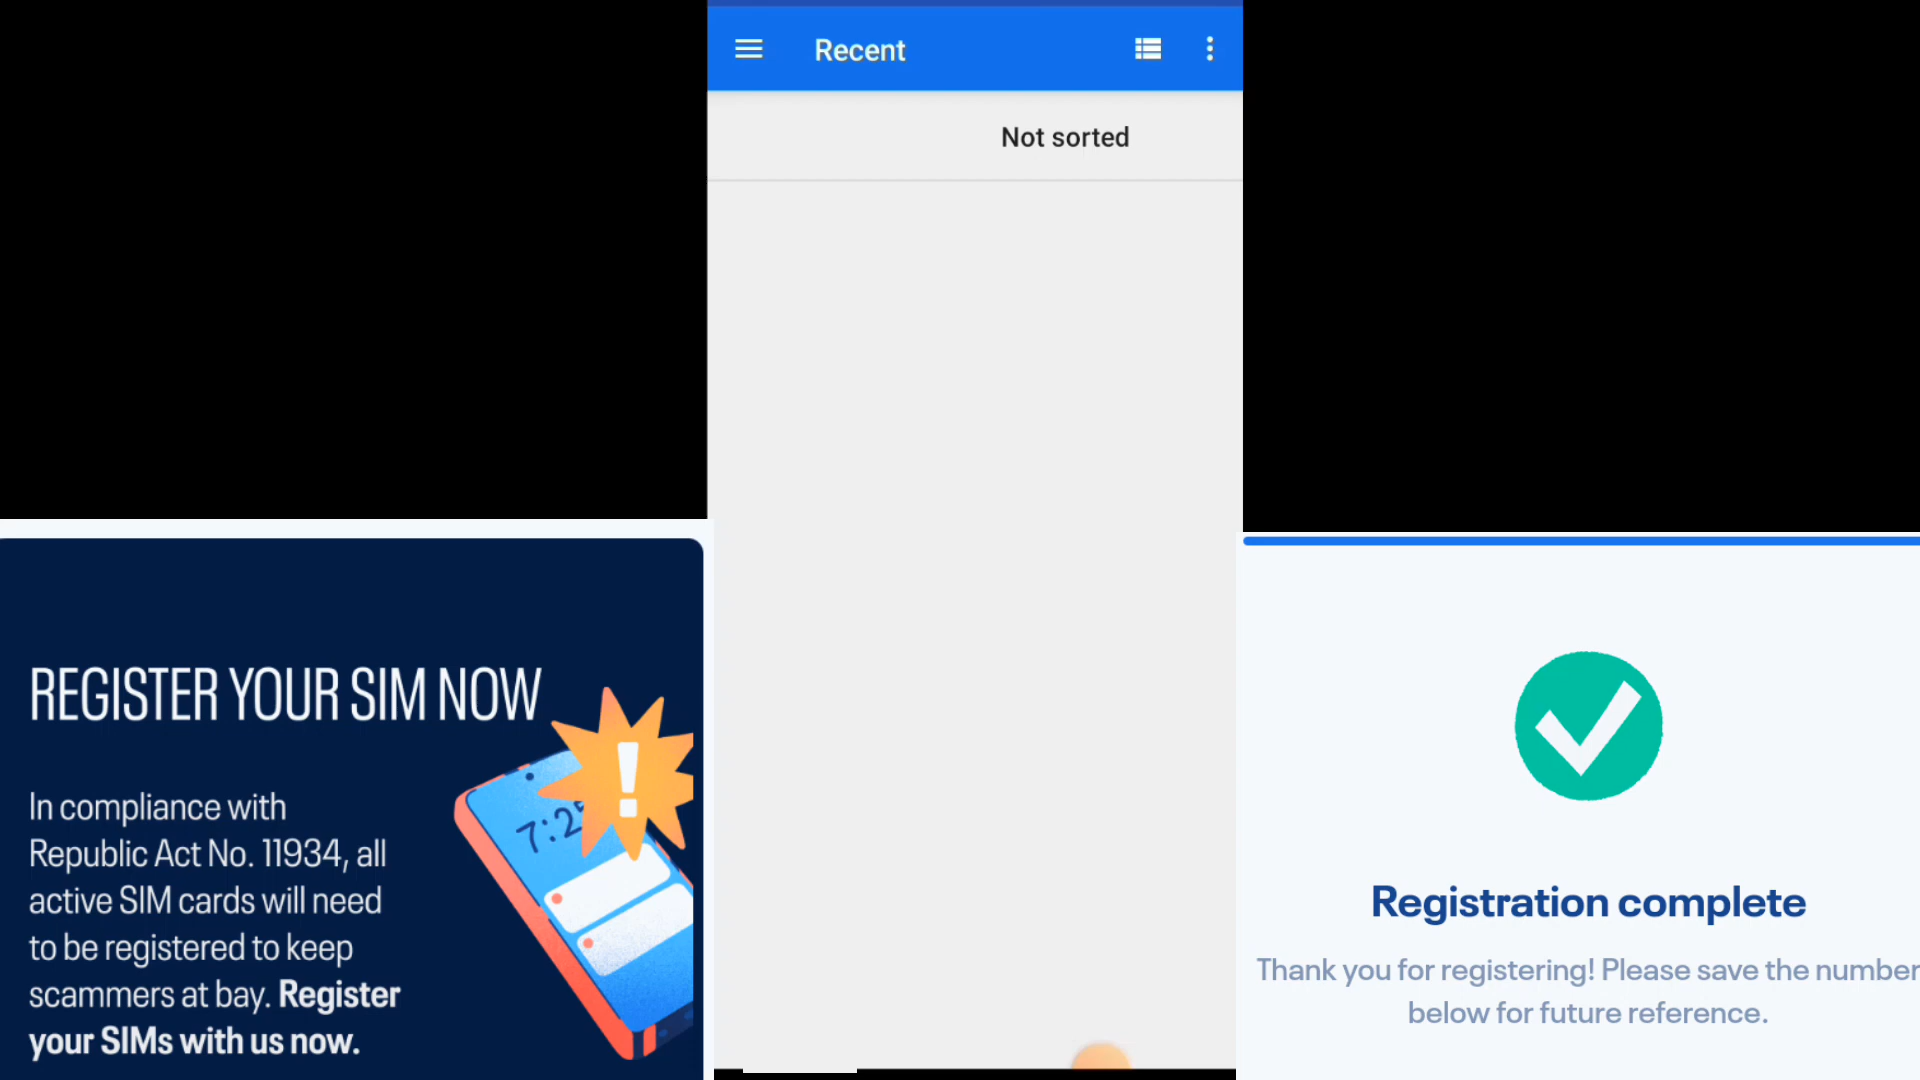 Recent
Not sorted
REGISTER YOUR SIM NOW
In compliance with
Republic Act No. 11934, all
active SIM cards will need
to be registered to keep
scammers at bay. Register
your SIMs with us now.
Registration complete
Thank you for registering! Please save the number
below for future reference.